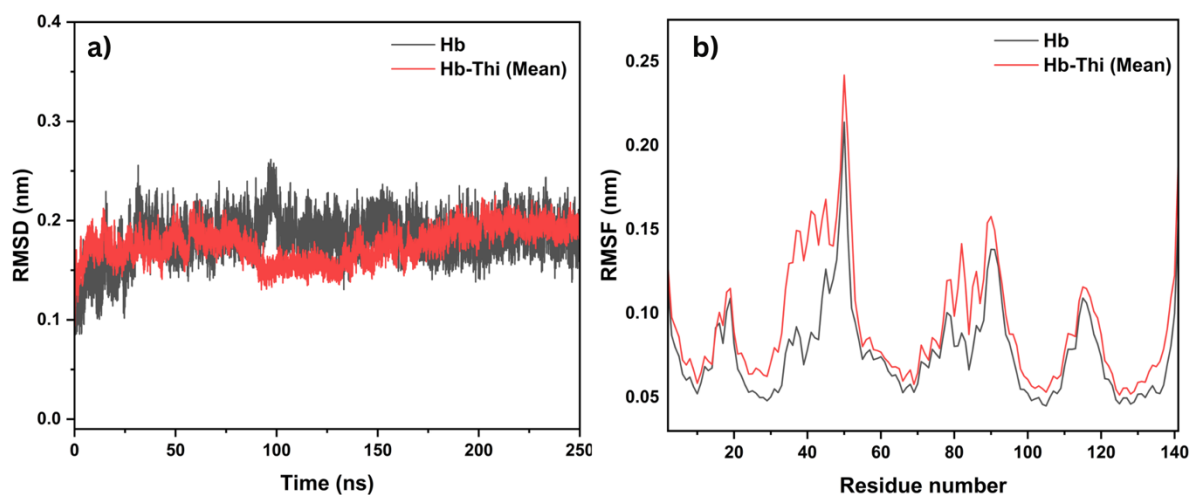 a)
Hb
Hb-Thi (Mean)
RMSD (nm)
0.4
0.3
0.2
0.1
0.0
0 50 100 150 200 250
Time (ns)
b)
Hb
Hb-Thi (Mean)
RMSF (nm)
0.25
0.20
0.15
0.10
0.05
20 40 60 80 100 120 140
Residue number